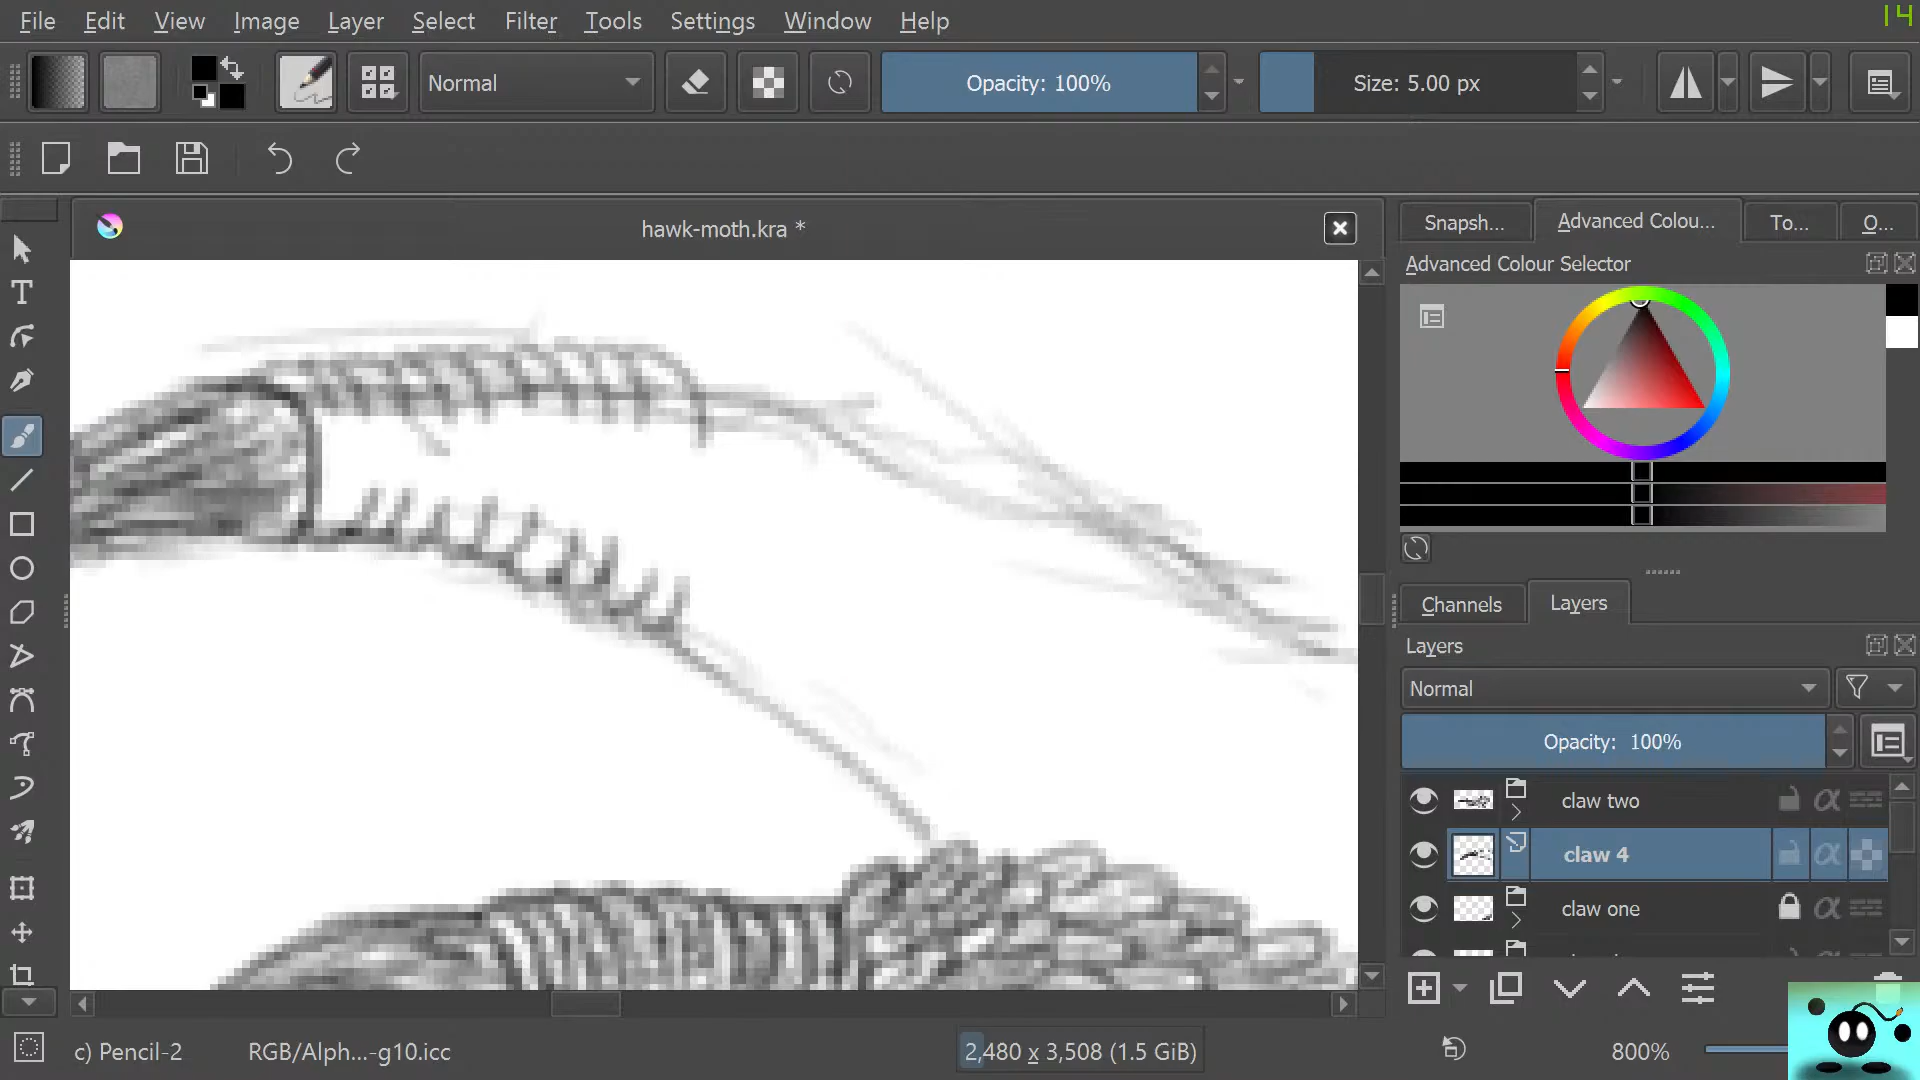 File Edit View Image Layer Select Filter Tools Settings Window Help
14
Normal
Opacity: 100%
Size: 5.00 px
hawk-moth.kra *
Snapsh... Advanced Colou... To... O...
Advanced Colour Selector
Channels Layers
Layers
Normal
Opacity: 100%
claw two
claw 4
claw one
c) Pencil-2 RGB/Alph...-g10.icc 2,480 x 3,508 (1.5 GiB) 800%